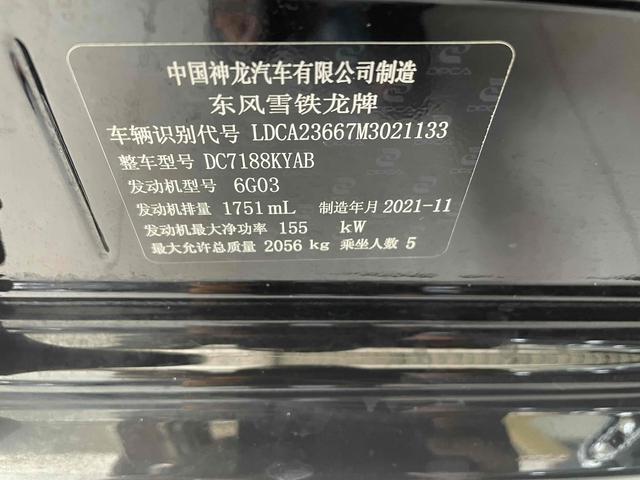 中国神龙汽车有限公司制造
东风雪铁龙牌
车辆识别代号 LDCA23667M3021133
整车型号 DC7188KYAB
发动机型号 6G03
发动机排量 1751mL 制造年月 2021-11
发动机最大净功率 155 kW
最大允许总质量 2056 kg 乘坐人数 5
DPCA
DPCA